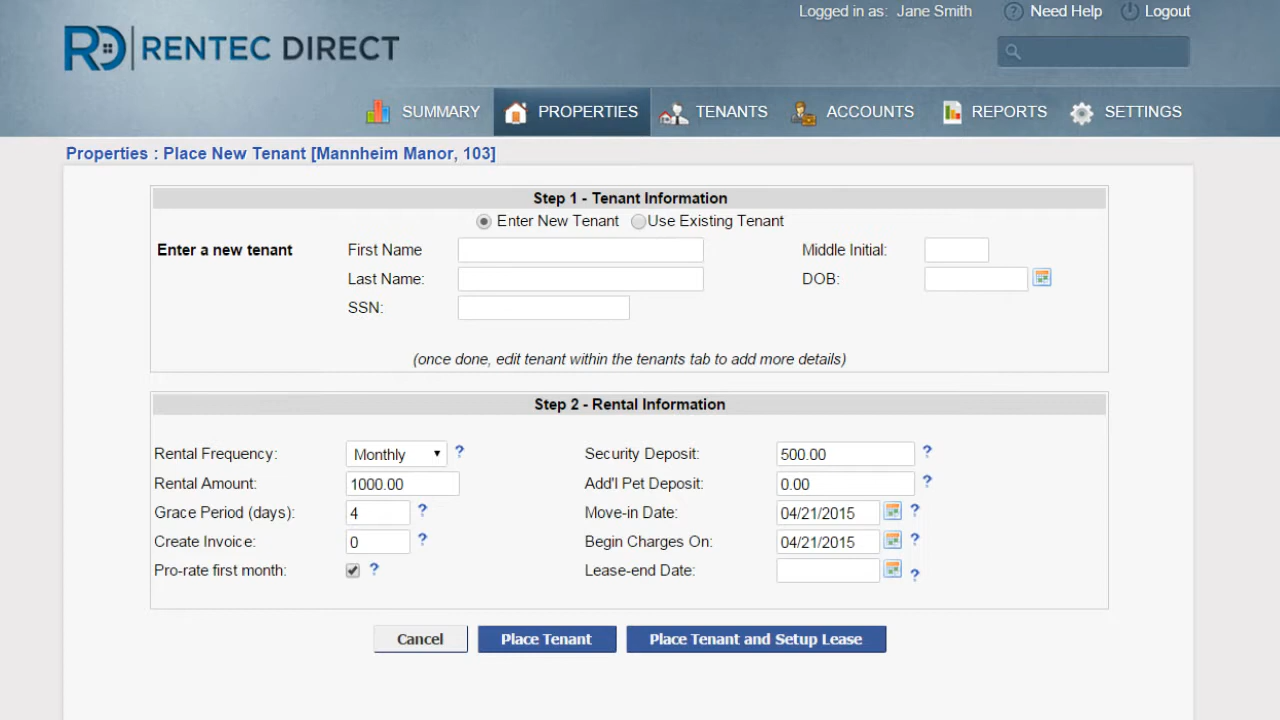 Logged in as: Jane Smith Need Help Logout
RD RENTEC DIRECT
SUMMARY PROPERTIES TENANTS ACCOUNTS REPORTS SETTINGS
Properties : Place New Tenant [Mannheim Manor, 103]
Step 1 - Tenant Information
Enter New Tenant Use Existing Tenant
Enter a new tenant First Name Middle Initial:
Last Name: DOB:
SSN:
(once done, edit tenant within the tenants tab to add more details)
Step 2 - Rental Information
Rental Frequency: Monthly ? Security Deposit: 500.00 ?
Rental Amount: 1000.00 Add'l Pet Deposit: 0.00 ?
Grace Period (days): 4 ? Move-in Date: 04/21/2015 ?
Create Invoice: 0 ? Begin Charges On: 04/21/2015 ?
Pro-rate first month: ? Lease-end Date: ?
Cancel Place Tenant Place Tenant and Setup Lease